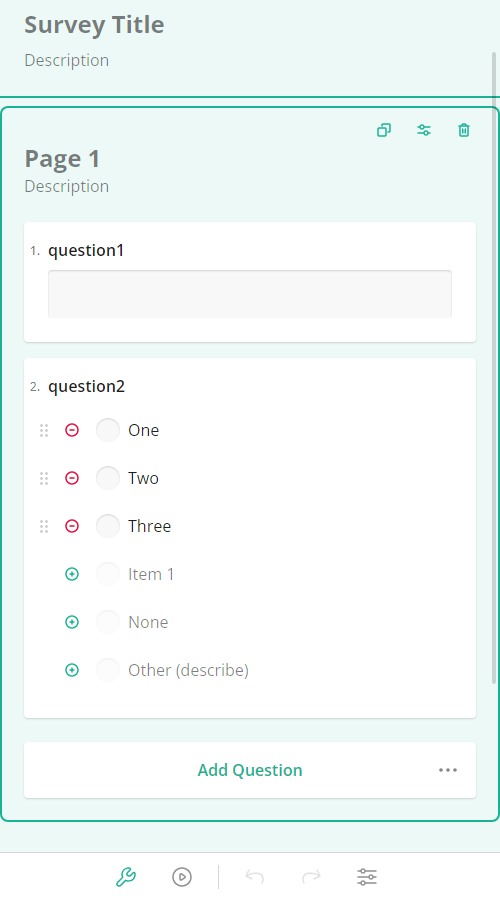 Survey Title
Description
Page 1
Description
1. question1
2. question2
One
Two
Three
Item 1
None
Other (describe)
Add Question